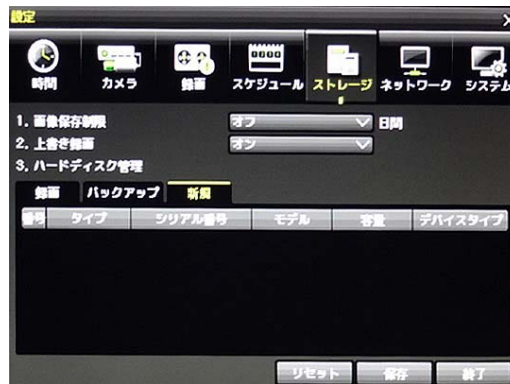 設定
X
時間 カメラ 録画 スケジュール ストレージ ネットワーク システム
1. 画像保存制限 オフ 日間
2. 上書き録画 オン
3. ハードディスク管理
録画 バックアップ 新規
番号 タイプ シリアル番号 モデル 容量 デバイスタイプ
リセット 保存 終了